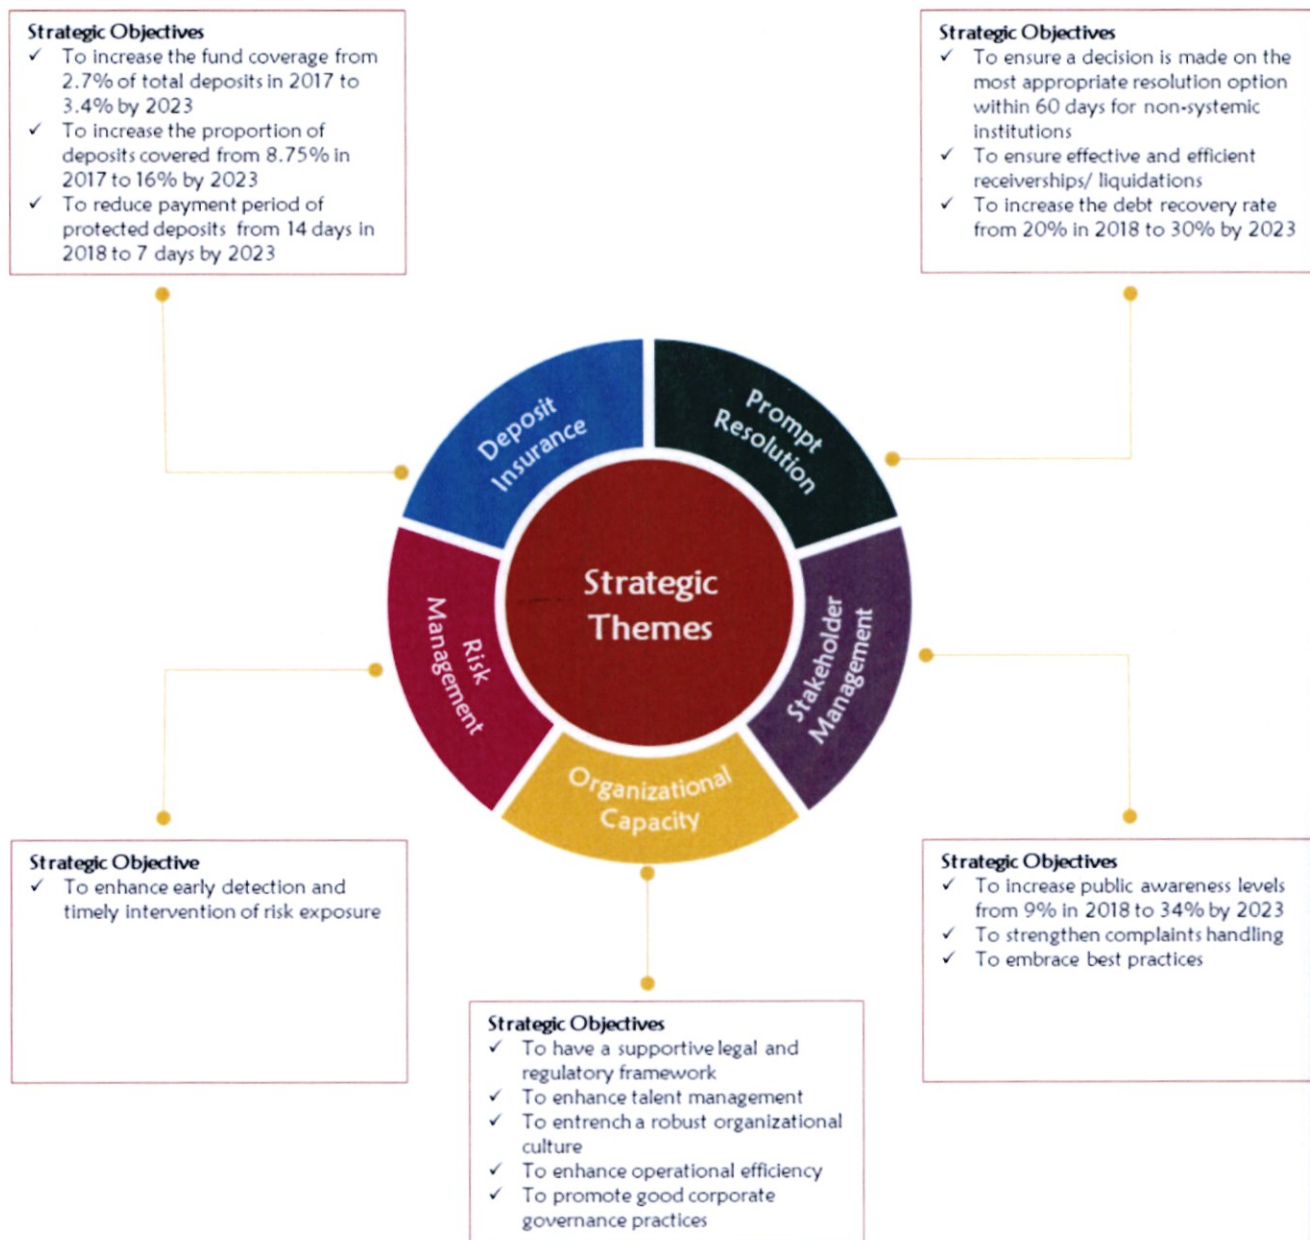 Strategic Objectives
✓ To increase the fund coverage from
2.7% of total deposits in 2017 to
3.4% by 2023
✓ To increase the proportion of
deposits covered from 8.75% in
2017 to 16% by 2023
✓ To reduce payment period of
protected deposits from 14 days in
2018 to 7 days by 2023
Strategic Objectives
✓ To ensure a decision is made on the
most appropriate resolution option
within 60 days for non-systemic
institutions
✓ To ensure effective and efficient
receiverships/ liquidations
✓ To increase the debt recovery rate
from 20% in 2018 to 30% by 2023
Deposit
Insurance
Prompt
Resolution
Strategic
Themes
Risk
Management
Stakeholder
Management
Organizational
Capacity
Strategic Objective
✓ To enhance early detection and
timely intervention of risk exposure
Strategic Objectives
✓ To increase public awareness levels
from 9% in 2018 to 34% by 2023
✓ To strengthen complaints handling
✓ To embrace best practices
Strategic Objectives
✓ To have a supportive legal and
regulatory framework
✓ To enhance talent management
✓ To entrench a robust organizational
culture
✓ To enhance operational efficiency
✓ To promote good corporate
governance practices